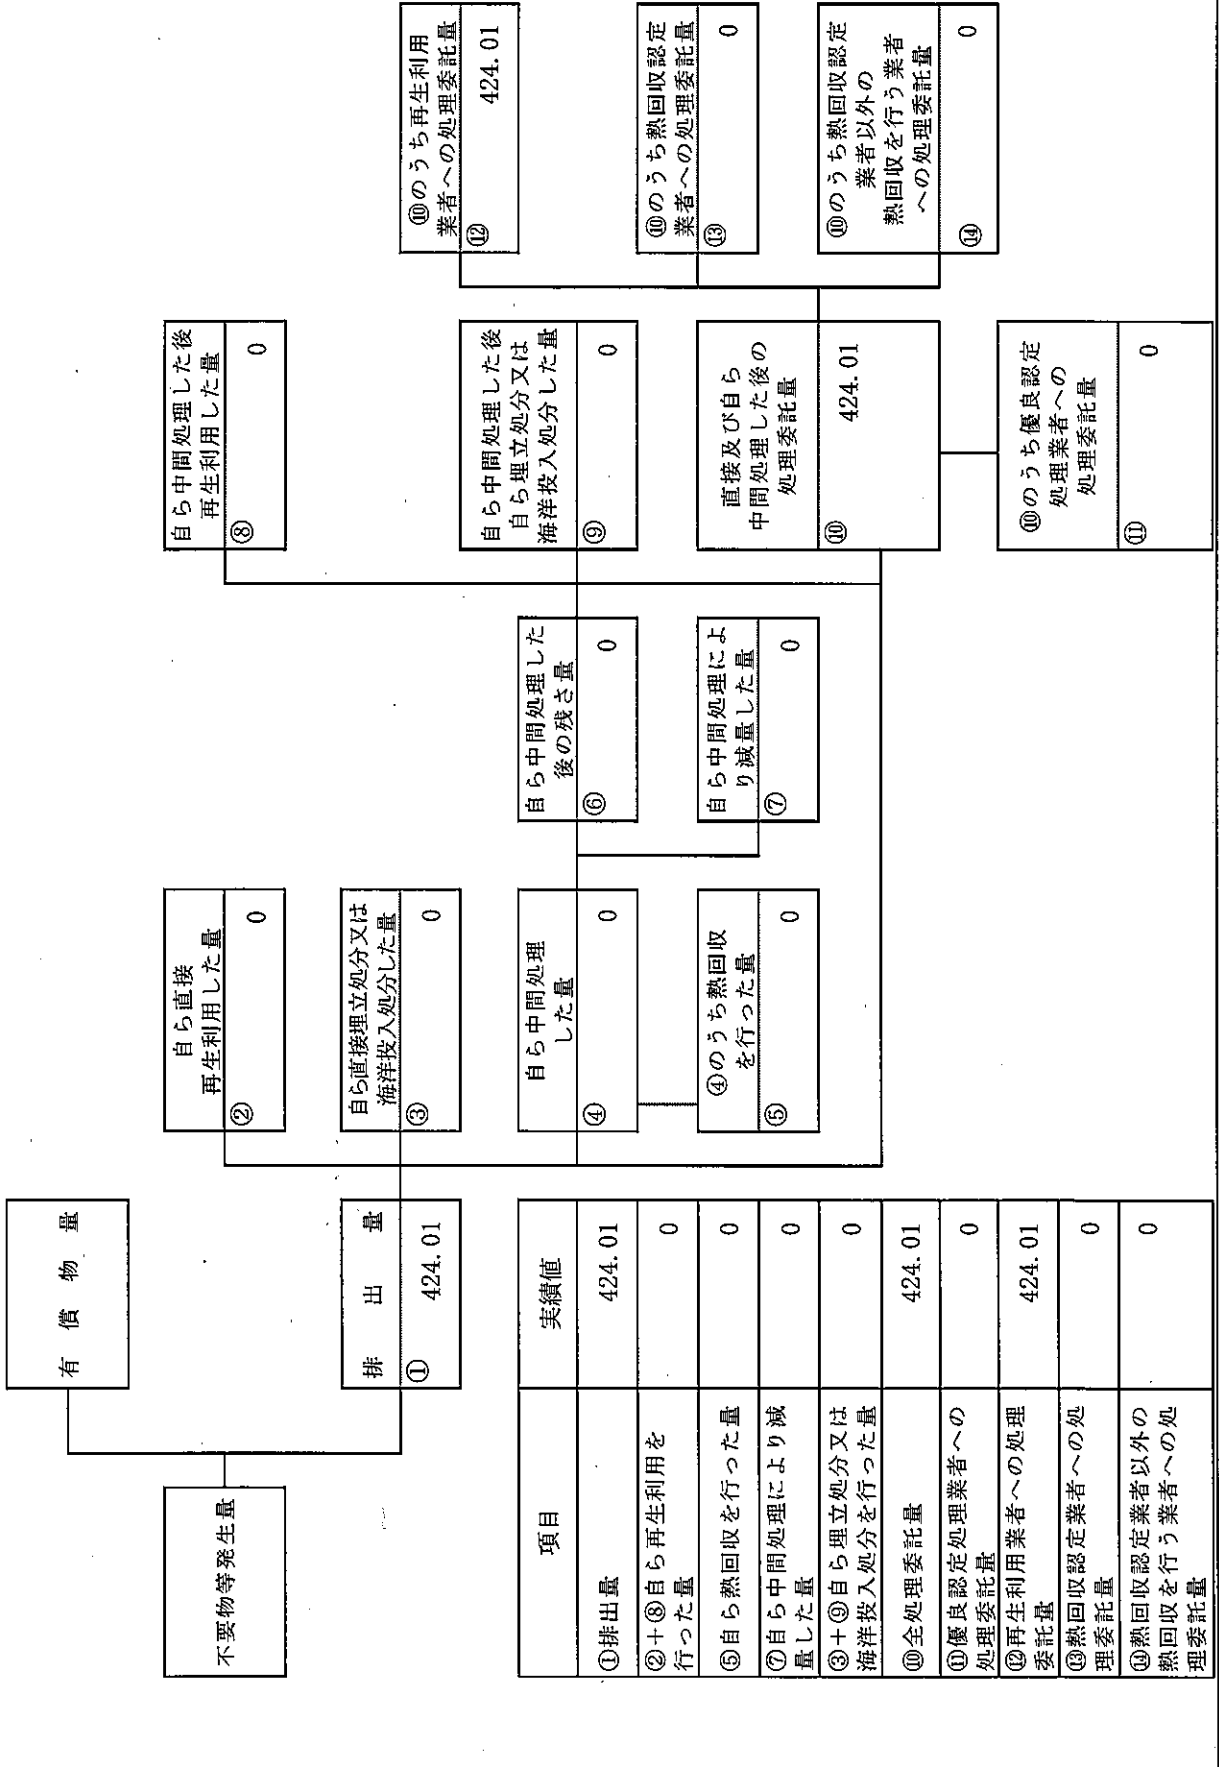 不要物等発生量
有償物量
排出量
①
424.01
自ら直接
再生利用した量
②
0
自ら直接埋立処分又は
海洋投入処分した量
③
0
自ら中間処理
した量
④
0
④のうち熱回収
を行った量
⑤
0
自ら中間処理した
後の残さ量
⑥
0
自ら中間処理によ
り減量した量
⑦
0
自ら中間処理した後
再生利用した量
⑧
0
自ら中間処理した後
自ら埋立処分又は
海洋投入処分した量
⑨
0
直接及び自ら
中間処理した後の
処理委託量
⑩
424.01
⑩のうち優良認定
処理業者への
処理委託量
⑪
0
⑩のうち再生利用
業者への処理委託量
⑫
424.01
⑩のうち熱回収認定
業者への処理委託量
⑬
0
⑩のうち熱回収認定
業者以外の
熱回収を行う業者
への処理委託量
⑭
0
項目 実績値
①排出量 424.01
②+⑧自ら再生利用を
行った量 0
⑤自ら熱回収を行った量 0
⑦自ら中間処理により減
量した量 0
③+⑨自ら埋立処分又は
海洋投入処分を行った量 0
⑩全処理委託量 424.01
⑪優良認定処理業者への
処理委託量 0
⑫再生利用業者への処理
委託量 424.01
⑬熱回収認定業者への処
理委託量 0
⑭熱回収認定業者以外の
熱回収を行う業者への処
理委託量 0